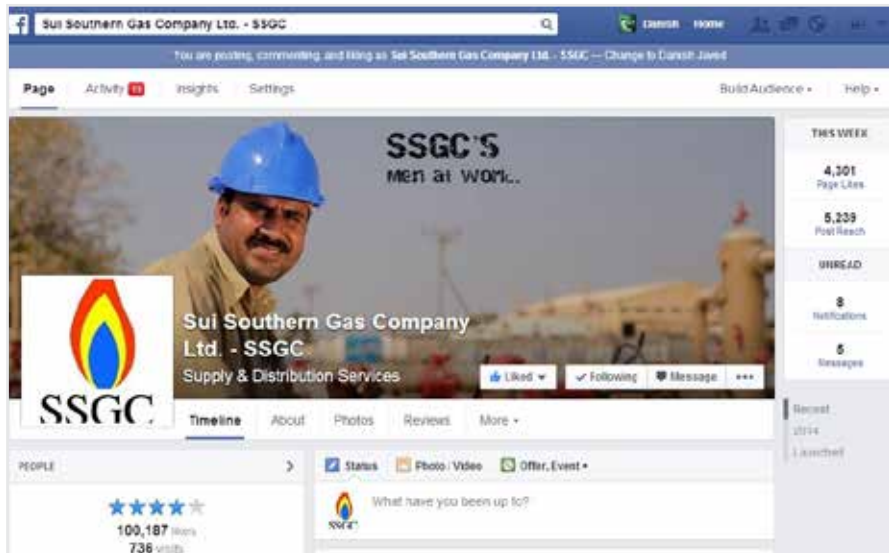 Sui Southern Gas Company Ltd. - SSGC
Danish Home
You are posting, commenting, and liking as Sui Southern Gas Company Ltd. - SSGC — Change to Danish Javed
Page Activity Insights Settings Build Audience Help
SSGC'S
Men at Work..
THIS WEEK
4,301
Page Likes
5,239
Post Reach
UNREAD
8
Notifications
5
Messages
Recent
2014
Launched
Sui Southern Gas Company
Ltd. - SSGC
Supply & Distribution Services
Liked Following Message
SSGC
Timeline About Photos Reviews More
PEOPLE
Status Photo / Video Offer, Event
What have you been up to?
SSGC
100,187 likes
736 visits